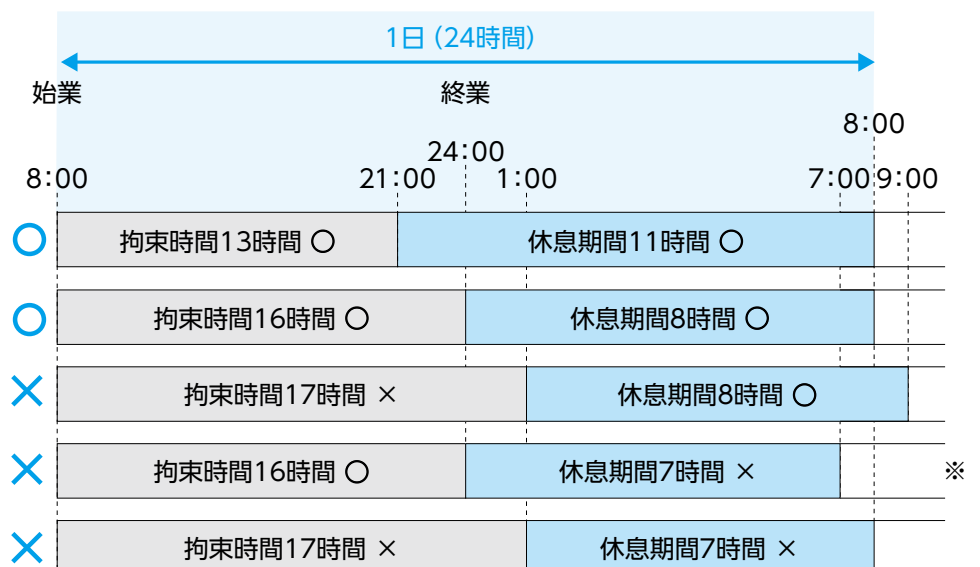 1日（24時間）
始業 終業
8:00
24:00
8:00 21:00 1:00 7:00 9:00
○ 拘束時間13時間 ○ 休息期間11時間 ○
○ 拘束時間16時間 ○ 休息期間8時間 ○
× 拘束時間17時間 × 休息期間8時間 ○
× 拘束時間16時間 ○ 休息期間7時間 × ※
× 拘束時間17時間 × 休息期間7時間 ×